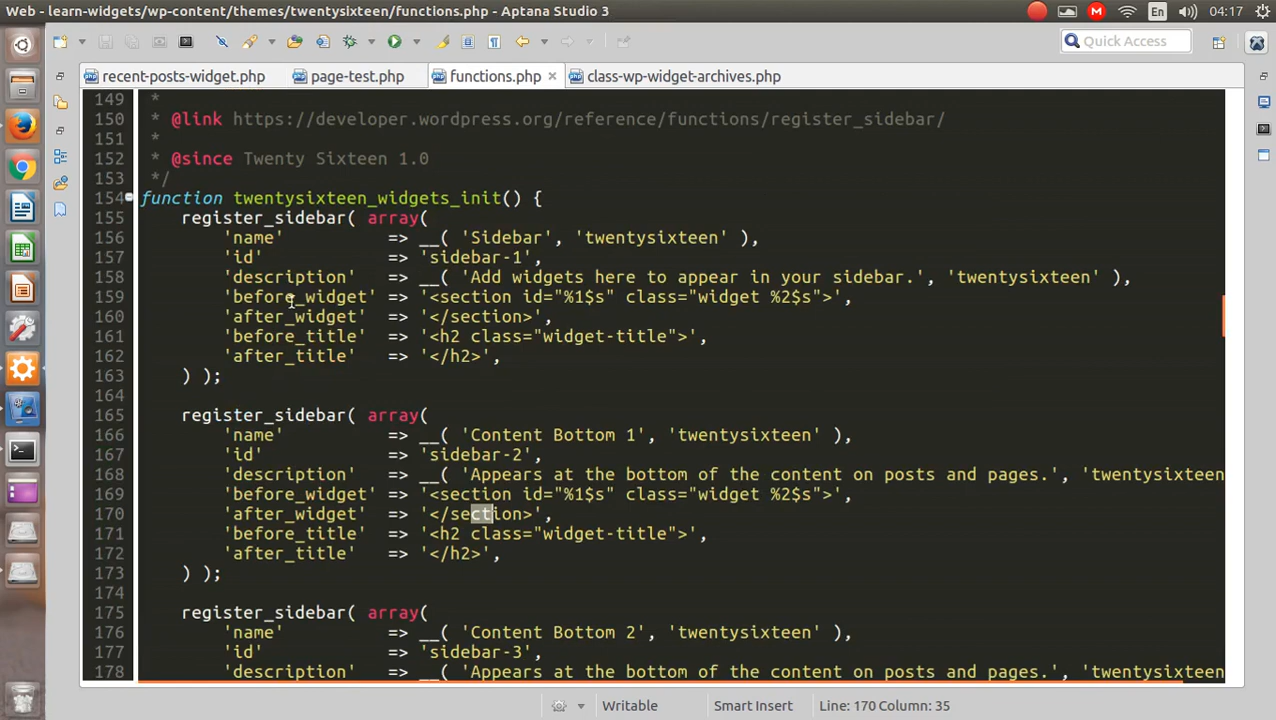 Web - learn-widgets/wp-content/themes/twentysixteen/functions.php - Aptana Studio 3
En 04:17
Quick Access
recent-posts-widget.php page-test.php functions.php class-wp-widget-archives.php
149 *
150 * @link https://developer.wordpress.org/reference/functions/register_sidebar/
151 *
152 * @since Twenty Sixteen 1.0
153 */
154 function twentysixteen_widgets_init() {
155 register_sidebar( array(
156 'name' => __( 'Sidebar', 'twentysixteen' ),
157 'id' => 'sidebar-1',
158 'description' => __( 'Add widgets here to appear in your sidebar.', 'twentysixteen' ),
159 'before_widget' => '<section id="%1$s" class="widget %2$s">',
160 'after_widget' => '</section>',
161 'before_title' => '<h2 class="widget-title">',
162 'after_title' => '</h2>',
163 ) );
164
165 register_sidebar( array(
166 'name' => __( 'Content Bottom 1', 'twentysixteen' ),
167 'id' => 'sidebar-2',
168 'description' => __( 'Appears at the bottom of the content on posts and pages.', 'twentysixteen
169 'before_widget' => '<section id="%1$s" class="widget %2$s">',
170 'after_widget' => '</section>',
171 'before_title' => '<h2 class="widget-title">',
172 'after_title' => '</h2>',
173 ) );
174
175 register_sidebar( array(
176 'name' => __( 'Content Bottom 2', 'twentysixteen' ),
177 'id' => 'sidebar-3',
178 'description' => __( 'Appears at the bottom of the content on posts and pages.', 'twentysixteen
Writable Smart Insert Line: 170 Column: 35